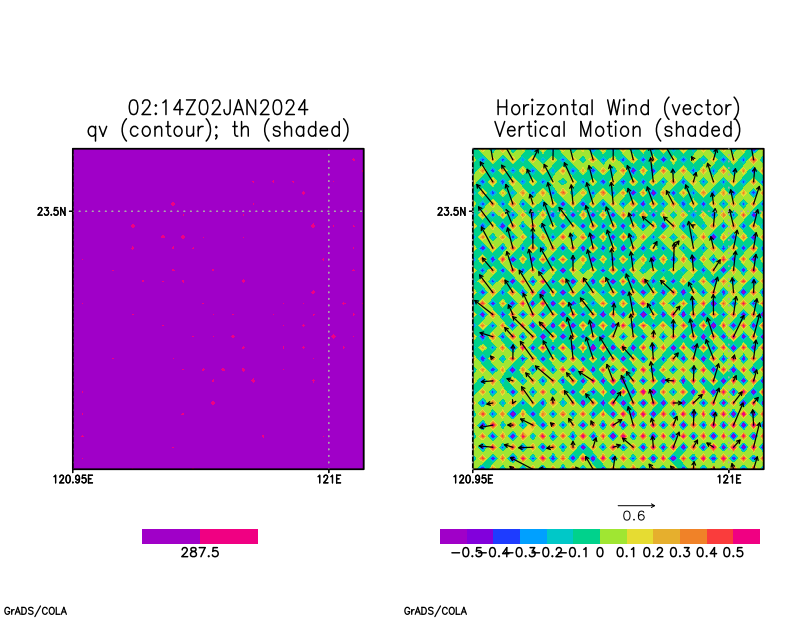 02:14Z02JAN2024
qv (contour); th (shaded)
23.5N
120.95E 121E
287.5
GrADS/COLA
Horizontal Wind (vector)
Vertical Motion (shaded)
23.5N
120.95E 121E
0.6
-0.5 -0.4 -0.3 -0.2 -0.1 0 0.1 0.2 0.3 0.4 0.5
GrADS/COLA